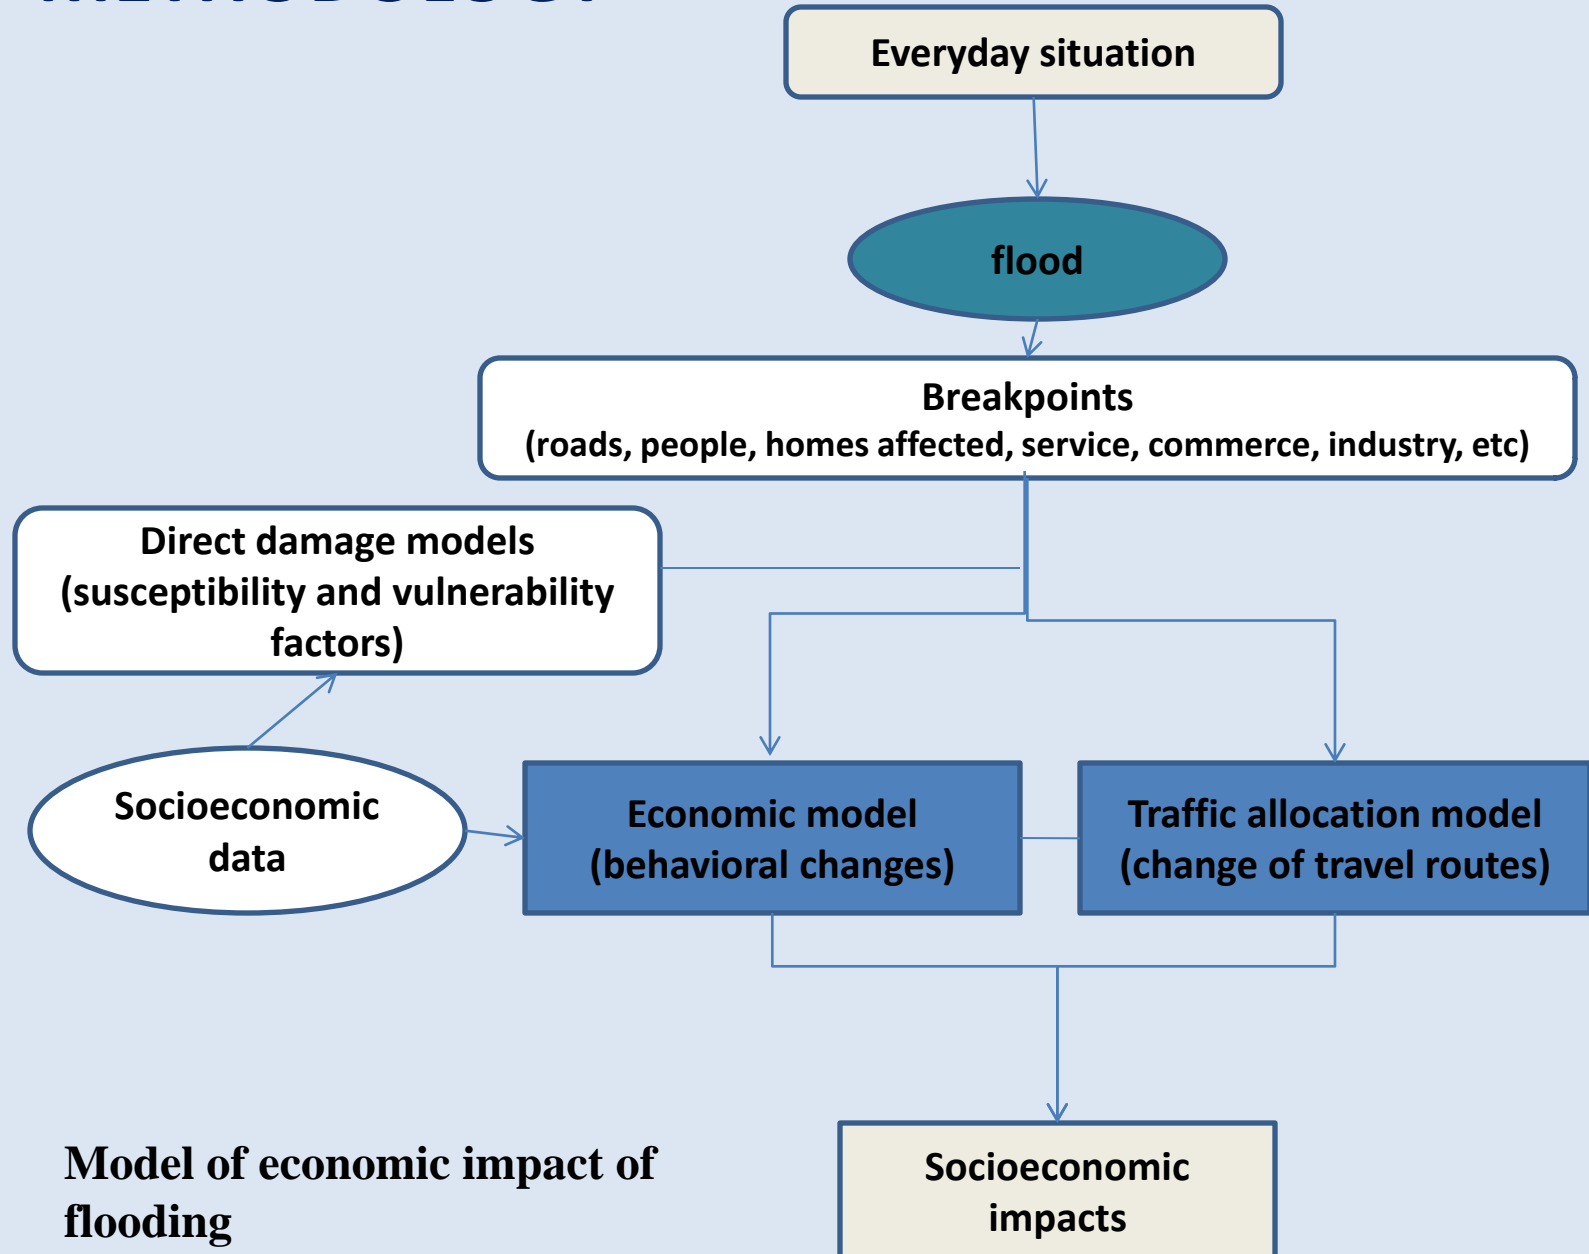 METHODOLOGY
Everyday situation
flood
Breakpoints
(roads, people, homes affected, service, commerce, industry, etc)
Direct damage models
(susceptibility and vulnerability
factors)
Socioeconomic
data
Economic model
(behavioral changes)
Traffic allocation model
(change of travel routes)
Model of economic impact of
flooding
Socioeconomic
impacts